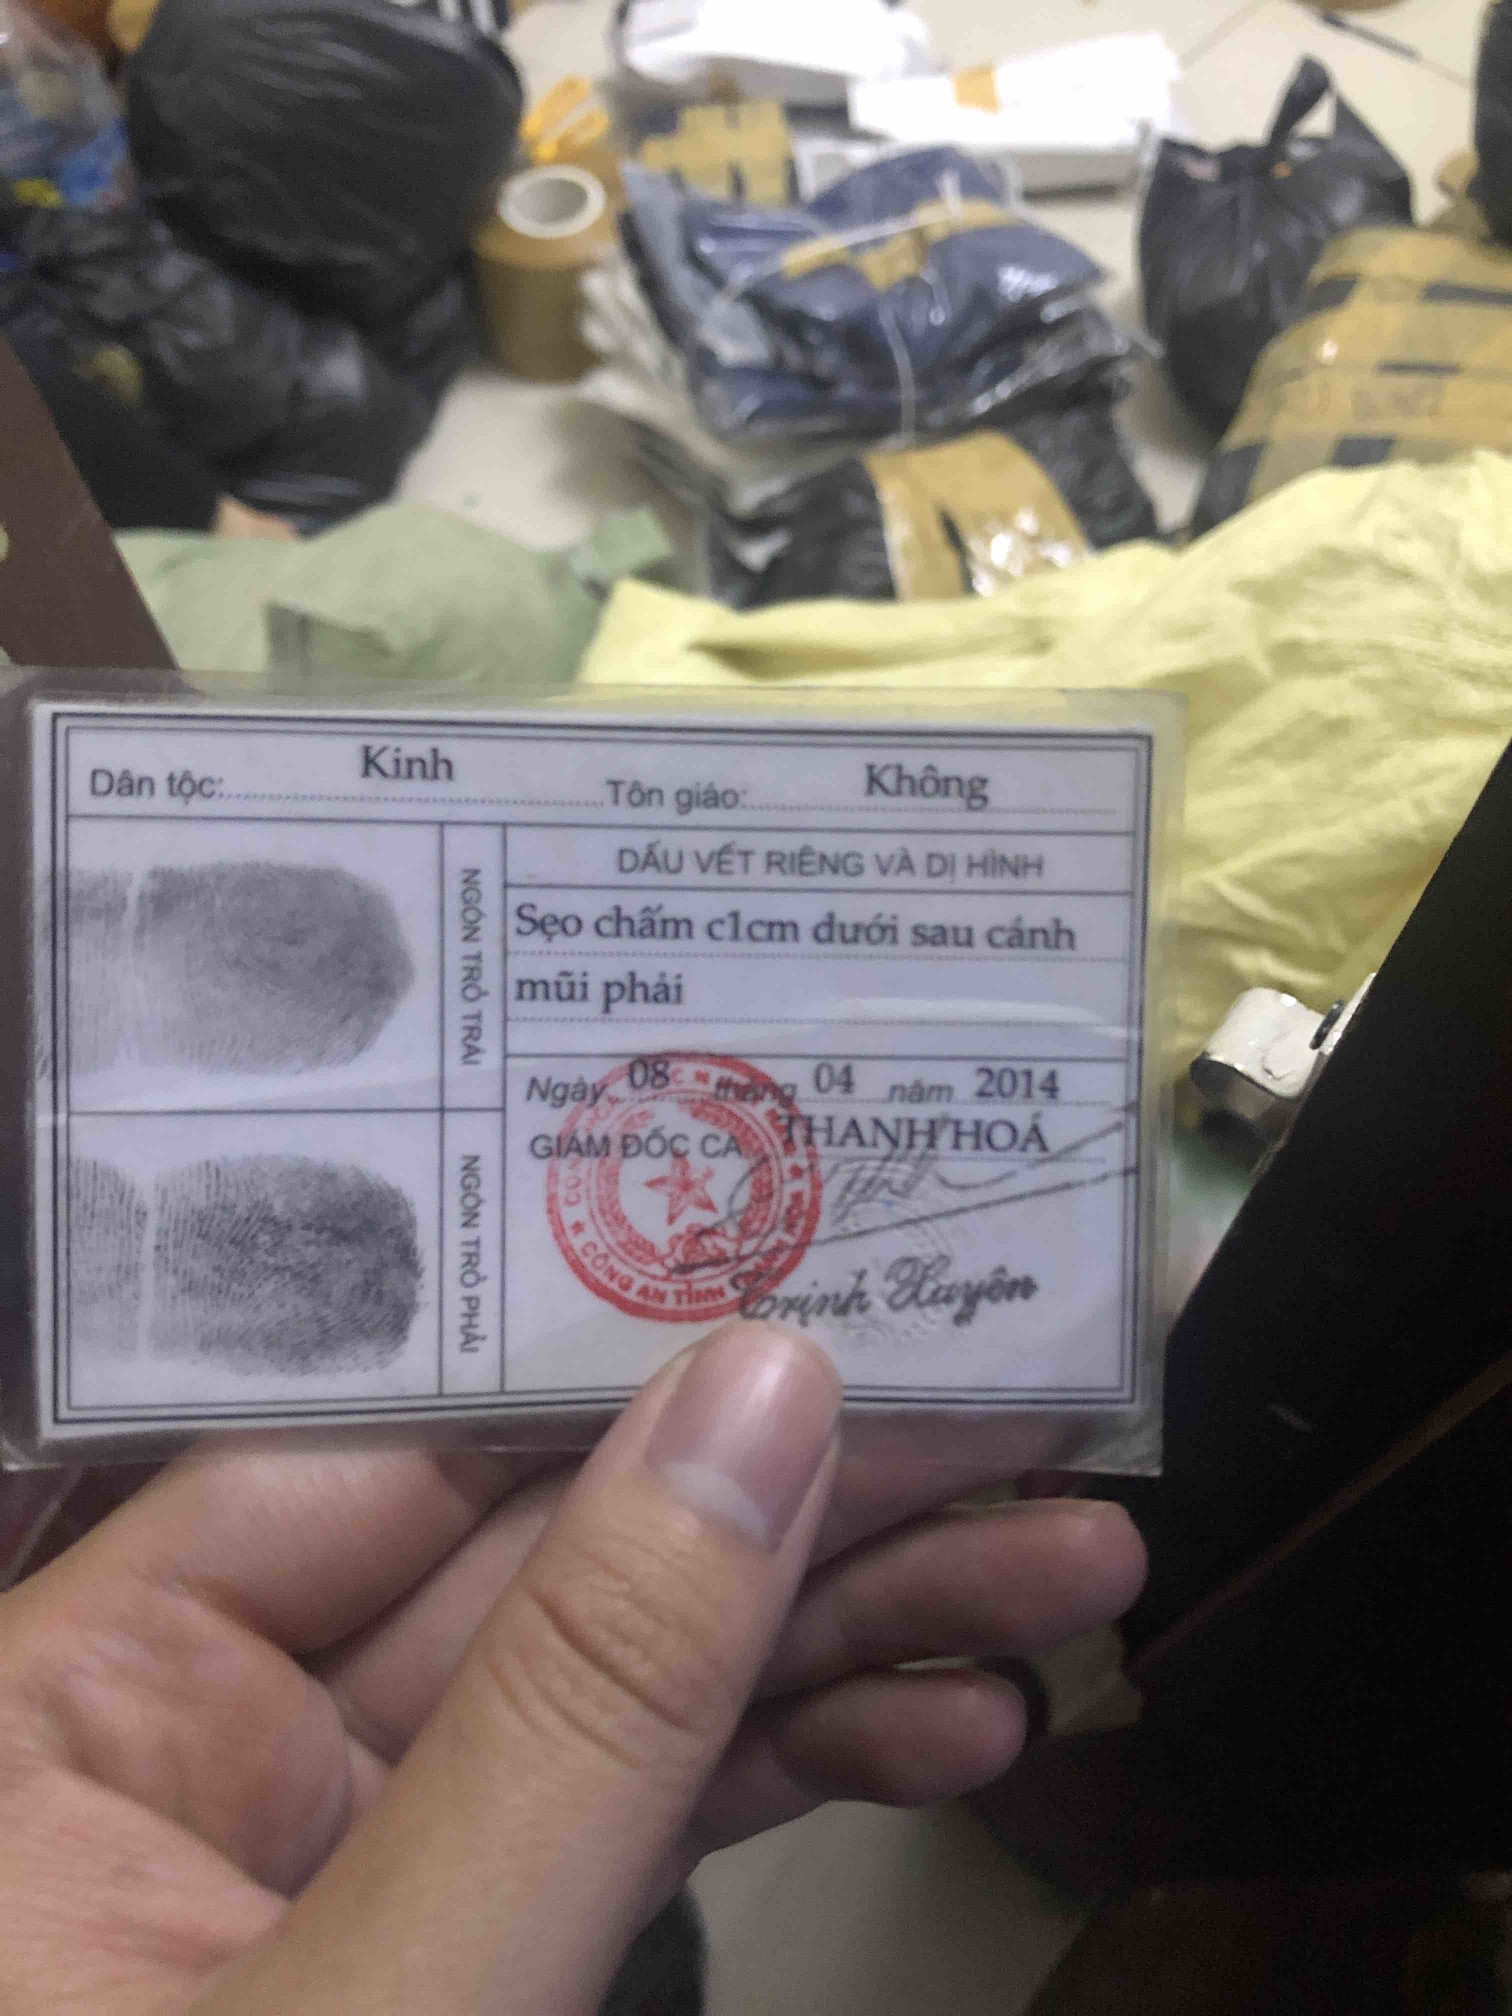 Dân tộc: Kinh Tôn giáo: Không
NGÓN TRỎ TRÁI
NGÓN TRỎ PHẢI
DẤU VẾT RIÊNG VÀ DỊ HÌNH
Sẹo chấm c1cm dưới sau cánh
mũi phải
Ngày 08 tháng 04 năm 2014
GIÁM ĐỐC CA THANH HOÁ
CÔNG AN TỈNH
Trịnh Xuyên